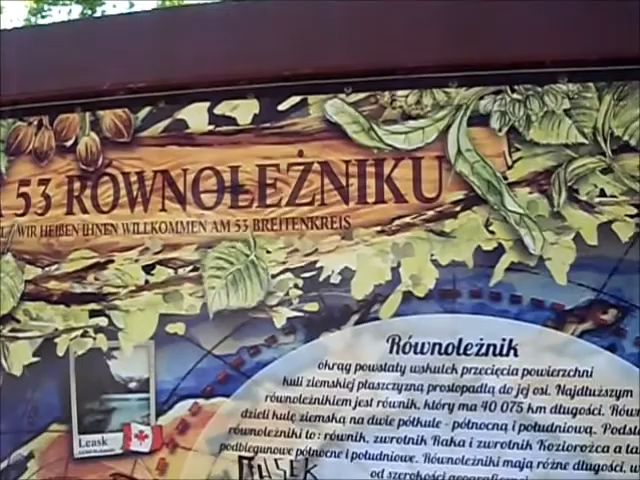 53 RÓWNOLEŻNIKU
/ WIR HEIßEN IHNEN WILLKOMMEN AM 53 BREITENKREIS
Równoleżnik
okrąg powstały wskutek przecięcia powierzchni
kuli ziemskiej płaszczyzną prostopadłą do jej osi. Najdłuższym
równoleżnikiem jest równik, który ma 40 075 km długości. Równ
dzieli kulę ziemską na dwie półkule - północną i południową. Podsta
równoleżniki to: równik, zwrotnik Raka i zwrotnik Koziorożca a ta
podbiegunowe północne i południowe. Równoleżniki mają różne długości, w
od szerokości geograficznej
Leask